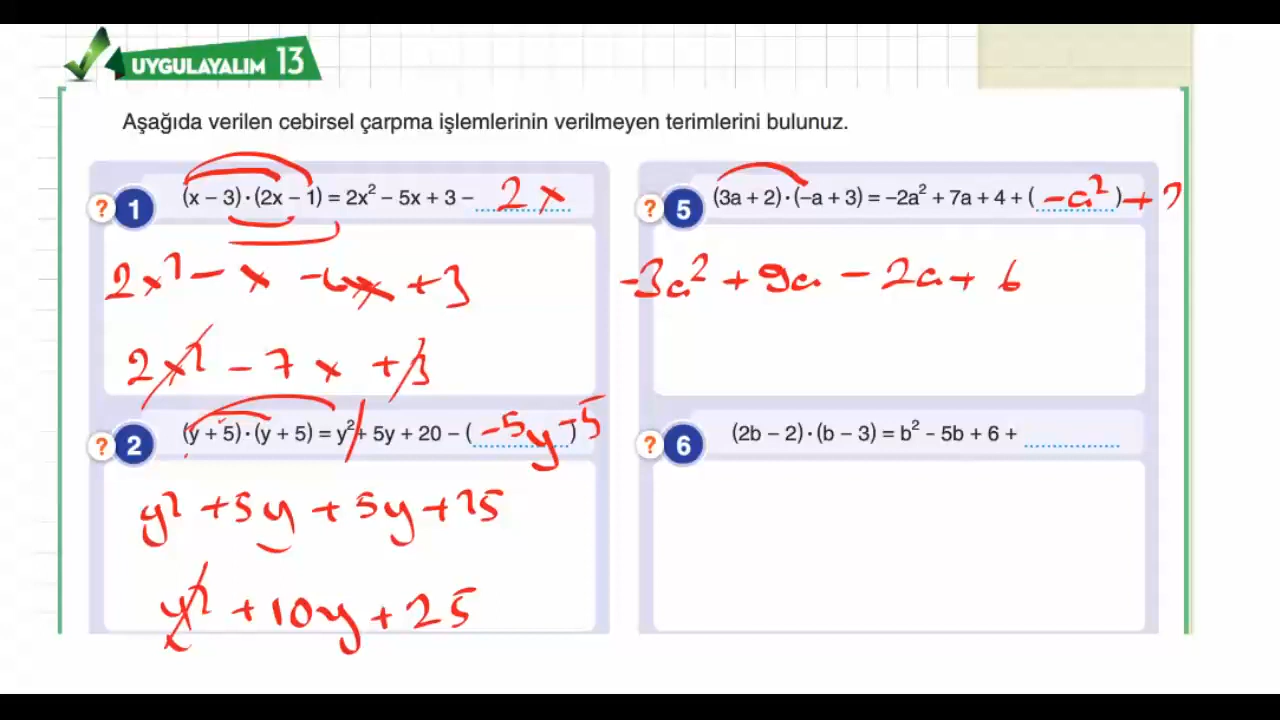 UYGULAYALIM 13
Aşağıda verilen cebirsel çarpma işlemlerinin verilmeyen terimlerini bulunuz.
? 1 (x – 3)·(2x – 1) = 2x² – 5x + 3 – 2x
2x² – x – 6x + 3
2x² – 7x + 3
? 2 (y + 5)·(y + 5) = y² + 5y + 20 – (–5y–5)
y² + 5y + 5y + 25
y² + 10y + 25
? 5 (3a + 2)·(–a + 3) = –2a² + 7a + 4 + (–a²) + 2
–3a² + 9a – 2a + 6
? 6 (2b – 2)·(b – 3) = b² – 5b + 6 +